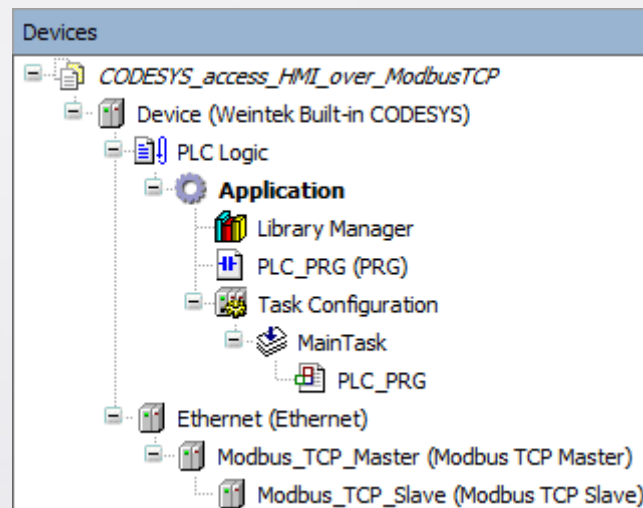 Devices
CODESYS_access_HMI_over_ModbusTCP
Device (Weintek Built-in CODESYS)
PLC Logic
Application
Library Manager
PLC_PRG (PRG)
Task Configuration
MainTask
PLC_PRG
Ethernet (Ethernet)
Modbus_TCP_Master (Modbus TCP Master)
Modbus_TCP_Slave (Modbus TCP Slave)